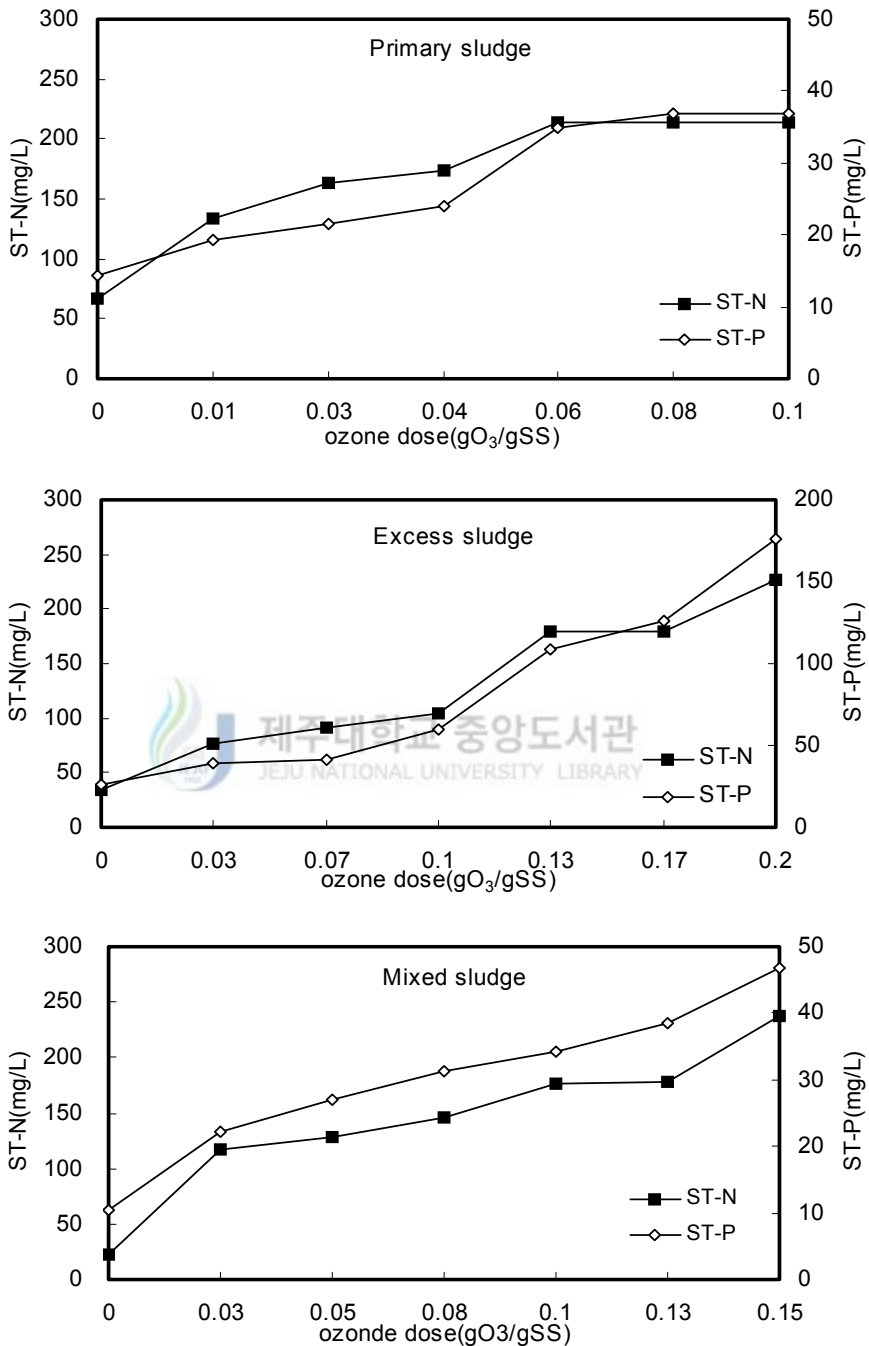 Primary sludge
300
250
200
150
100
50
0
ST-N(mg/L)
50
40
30
20
10
0
ST-P(mg/L)
ST-N
ST-P
0 0.01 0.03 0.04 0.06 0.08 0.1
ozone dose(gO₃/gSS)
Excess sludge
300
250
200
150
100
50
0
ST-N(mg/L)
200
150
100
50
0
ST-P(mg/L)
제주대학교 중앙도서관
JEJU NATIONAL UNIVERSITY LIBRARY
ST-N
ST-P
0 0.03 0.07 0.1 0.13 0.17 0.2
ozone dose(gO₃/gSS)
Mixed sludge
300
250
200
150
100
50
0
ST-N(mg/L)
50
40
30
20
10
0
ST-P(mg/L)
ST-N
ST-P
0 0.03 0.05 0.08 0.1 0.13 0.15
ozonde dose(gO3/gSS)